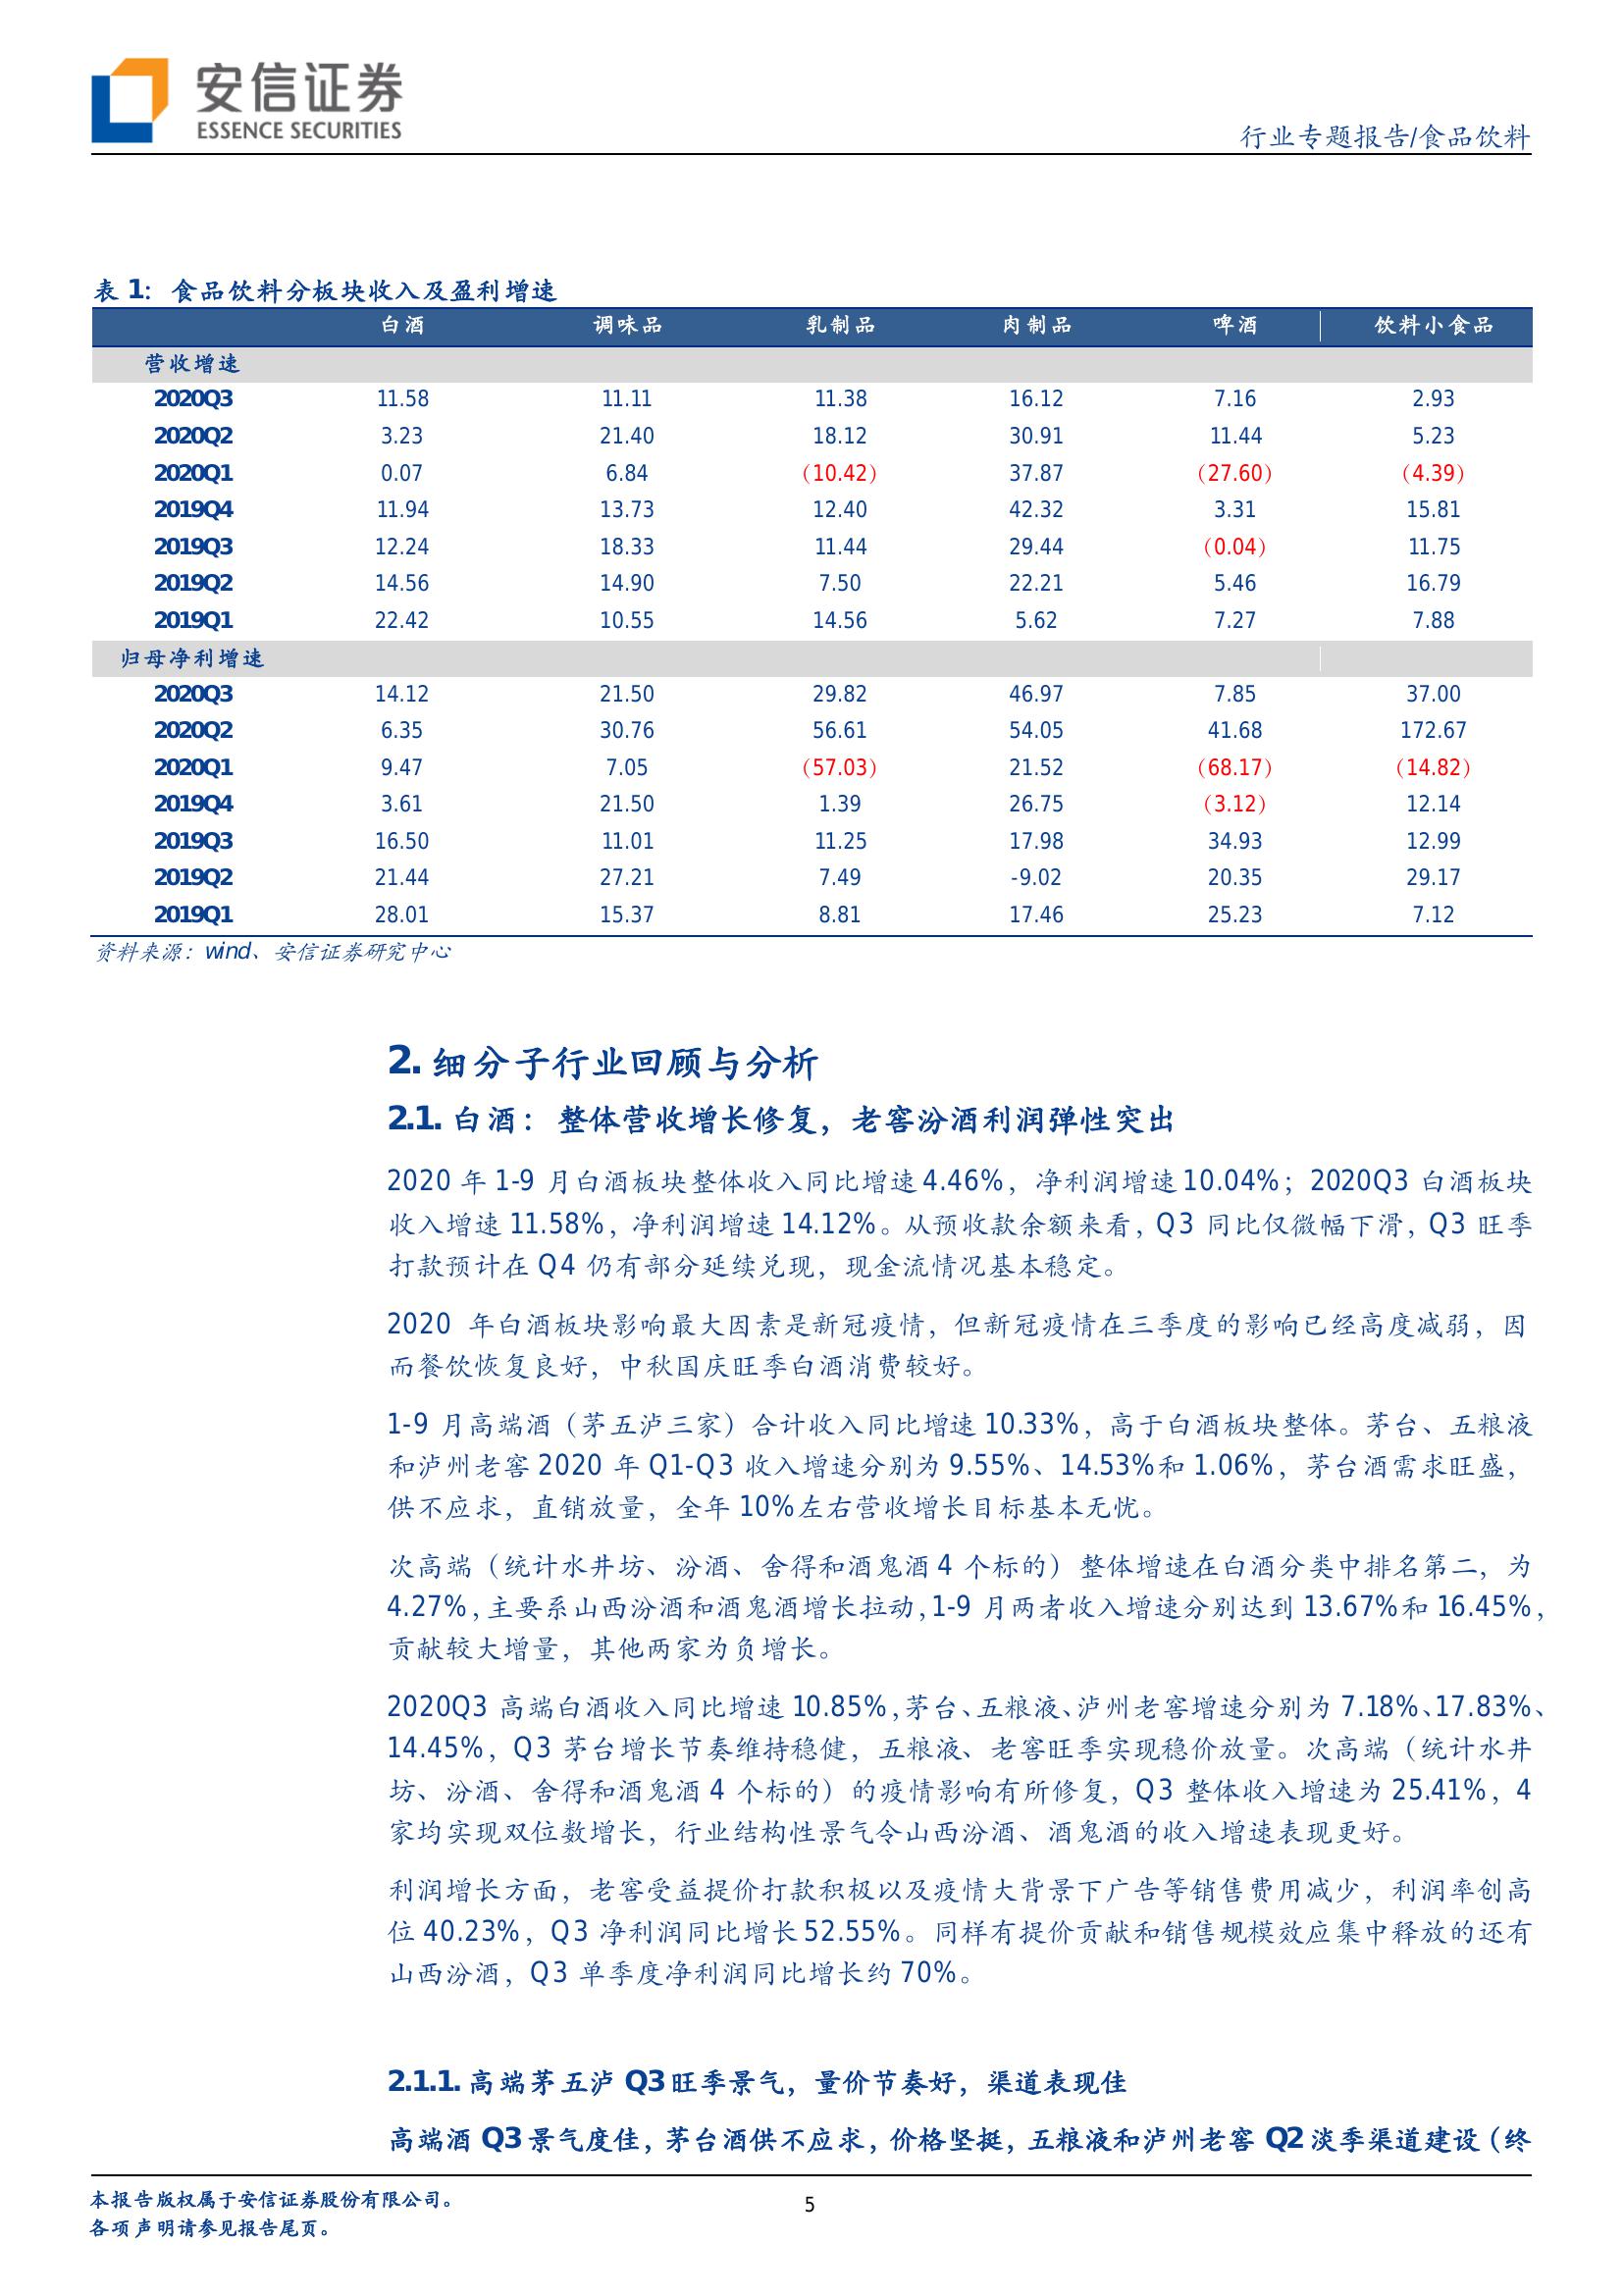 安信证券
ESSENCE SECURITIES
行业专题报告/食品饮料
表 1：食品饮料分板块收入及盈利增速
白酒 调味品 乳制品 肉制品 啤酒 饮料小食品
营收增速
2020Q3 11.58 11.11 11.38 16.12 7.16 2.93
2020Q2 3.23 21.40 18.12 30.91 11.44 5.23
2020Q1 0.07 6.84 （10.42） 37.87 （27.60） （4.39）
2019Q4 11.94 13.73 12.40 42.32 3.31 15.81
2019Q3 12.24 18.33 11.44 29.44 （0.04） 11.75
2019Q2 14.56 14.90 7.50 22.21 5.46 16.79
2019Q1 22.42 10.55 14.56 5.62 7.27 7.88
归母净利增速
2020Q3 14.12 21.50 29.82 46.97 7.85 37.00
2020Q2 6.35 30.76 56.61 54.05 41.68 172.67
2020Q1 9.47 7.05 （57.03） 21.52 （68.17） （14.82）
2019Q4 3.61 21.50 1.39 26.75 （3.12） 12.14
2019Q3 16.50 11.01 11.25 17.98 34.93 12.99
2019Q2 21.44 27.21 7.49 -9.02 20.35 29.17
2019Q1 28.01 15.37 8.81 17.46 25.23 7.12
资料来源：wind、安信证券研究中心
2. 细分子行业回顾与分析
2.1. 白酒：整体营收增长修复，老窖汾酒利润弹性突出
2020 年 1-9 月白酒板块整体收入同比增速 4.46%，净利润增速 10.04%；2020Q3 白酒板块
收入增速 11.58%，净利润增速 14.12%。从预收款余额来看，Q3 同比仅微幅下滑，Q3 旺季
打款预计在 Q4 仍有部分延续兑现，现金流情况基本稳定。
2020 年白酒板块影响最大因素是新冠疫情，但新冠疫情在三季度的影响已经高度减弱，因
而餐饮恢复良好，中秋国庆旺季白酒消费较好。
1-9 月高端酒（茅五泸三家）合计收入同比增速 10.33%，高于白酒板块整体。茅台、五粮液
和泸州老窖 2020 年 Q1-Q3 收入增速分别为 9.55%、14.53%和 1.06%，茅台酒需求旺盛，
供不应求，直销放量，全年 10%左右营收增长目标基本无忧。
次高端（统计水井坊、汾酒、舍得和酒鬼酒 4 个标的）整体增速在白酒分类中排名第二，为
4.27%，主要系山西汾酒和酒鬼酒增长拉动，1-9 月两者收入增速分别达到 13.67%和 16.45%，
贡献较大增量，其他两家为负增长。
2020Q3 高端白酒收入同比增速 10.85%，茅台、五粮液、泸州老窖增速分别为 7.18%、17.83%、
14.45%，Q3 茅台增长节奏维持稳健，五粮液、老窖旺季实现稳价放量。次高端（统计水井
坊、汾酒、舍得和酒鬼酒 4 个标的）的疫情影响有所修复，Q3 整体收入增速为 25.41%，4
家均实现双位数增长，行业结构性景气令山西汾酒、酒鬼酒的收入增速表现更好。
利润增长方面，老窖受益提价打款积极以及疫情大背景下广告等销售费用减少，利润率创高
位 40.23%，Q3 净利润同比增长 52.55%。同样有提价贡献和销售规模效应集中释放的还有
山西汾酒，Q3 单季度净利润同比增长约 70%。
2.1.1. 高端茅五泸 Q3 旺季景气，量价节奏好，渠道表现佳
高端酒 Q3 景气度佳，茅台酒供不应求，价格坚挺，五粮液和泸州老窖 Q2 淡季渠道建设（终
本报告版权属于安信证券股份有限公司。
各项声明请参见报告尾页。
5